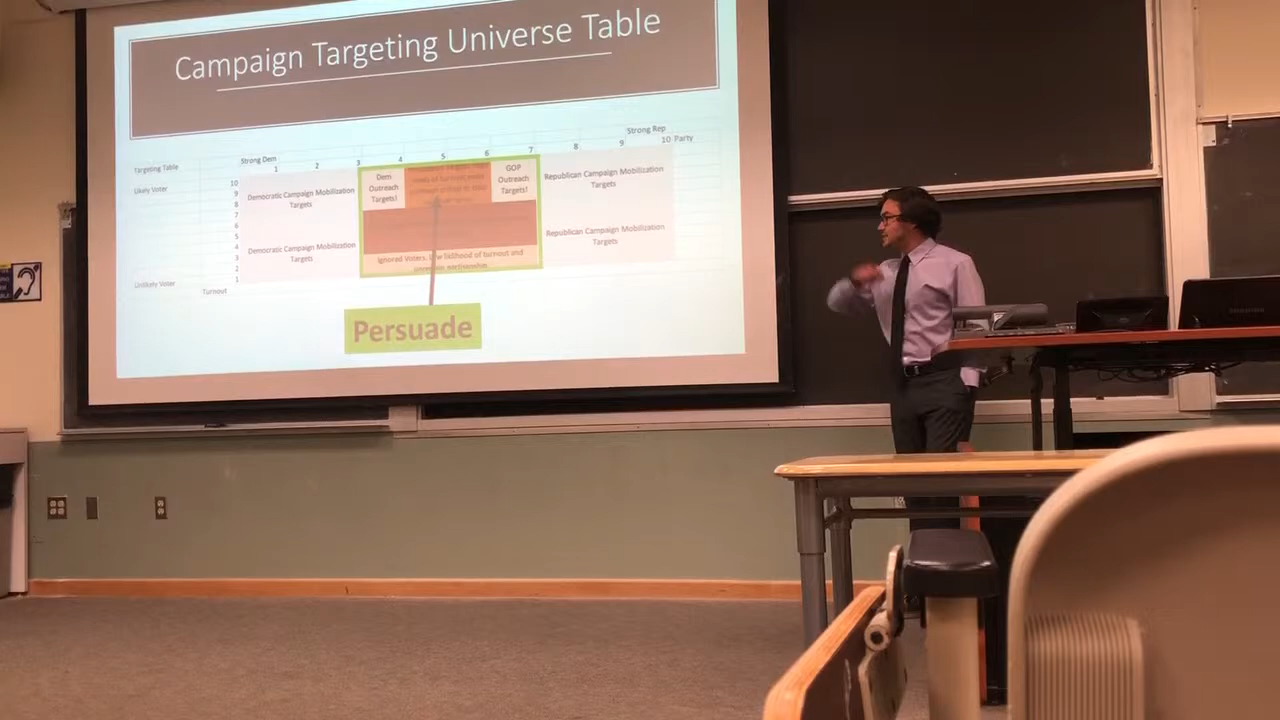 Campaign Targeting Universe Table
Strong Rep
Strong Dem
1 2 3 4 5 6 7 8 9 10 Party
Targeting Table
Likely Voter
10
9
8
7
6
5
4
3
2
1
Democratic Campaign Mobilization
Targets
Dem
Outreach
Targets!
GOP
Outreach
Targets!
Republican Campaign Mobilization
Targets
Democratic Campaign Mobilization
Targets
Republican Campaign Mobilization
Targets
Ignored Voters, of turnout and
Unlikely Voter
Turnout
Persuade